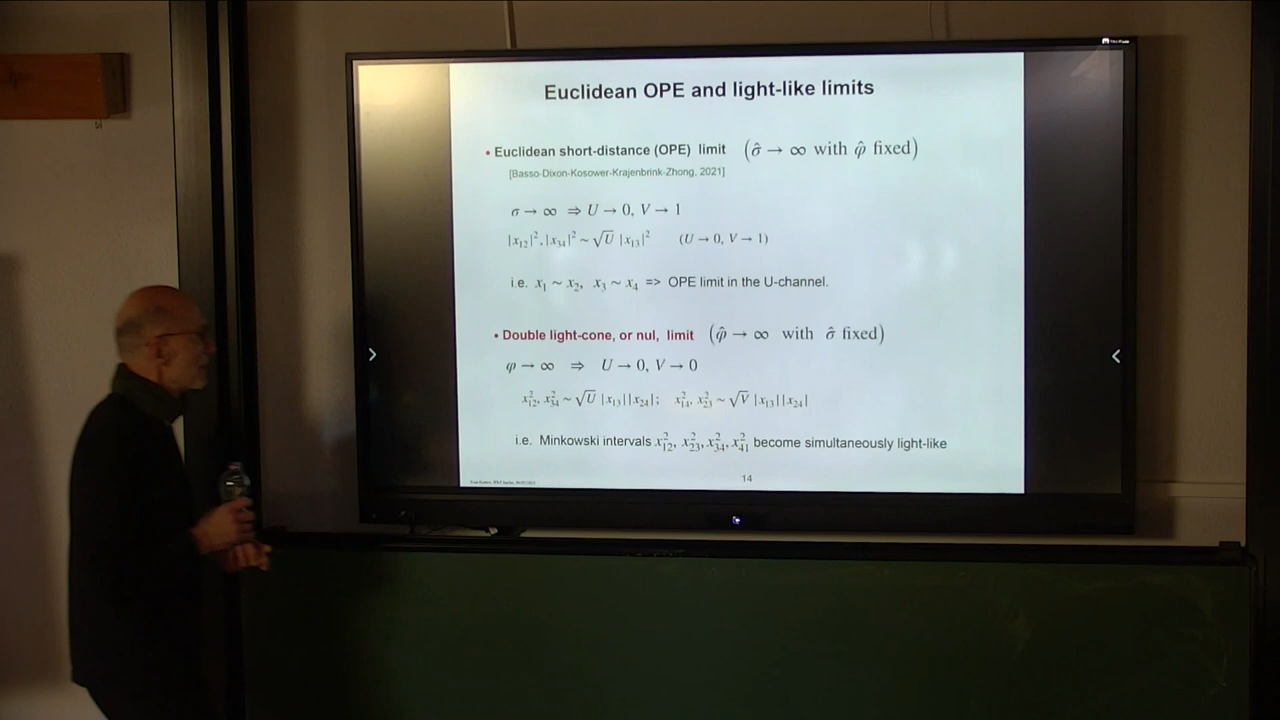 Euclidean OPE and light-like limits
• Euclidean short-distance (OPE) limit (σ̂ → ∞ with φ̂ fixed)
[Basso-Dixon-Kosower-Krajenbrink-Zhong, 2021]
σ → ∞ ⇒ U → 0, V → 1
|x₁₂|², |x₃₄|² ~ √U |x₁₃|² (U → 0, V → 1)
i.e. x₁ ~ x₂, x₃ ~ x₄ => OPE limit in the U-channel.
• Double light-cone, or nul, limit (φ̂ → ∞ with σ̂ fixed)
φ → ∞ ⇒ U → 0, V → 0
x²₁₂, x²₃₄ ~ √U |x₁₃||x₂₄|; x²₁₄, x²₂₃ ~ √V |x₁₃||x₂₄|
i.e. Minkowski intervals x²₁₂, x²₂₃, x²₃₄, x²₄₁ become simultaneously light-like
14